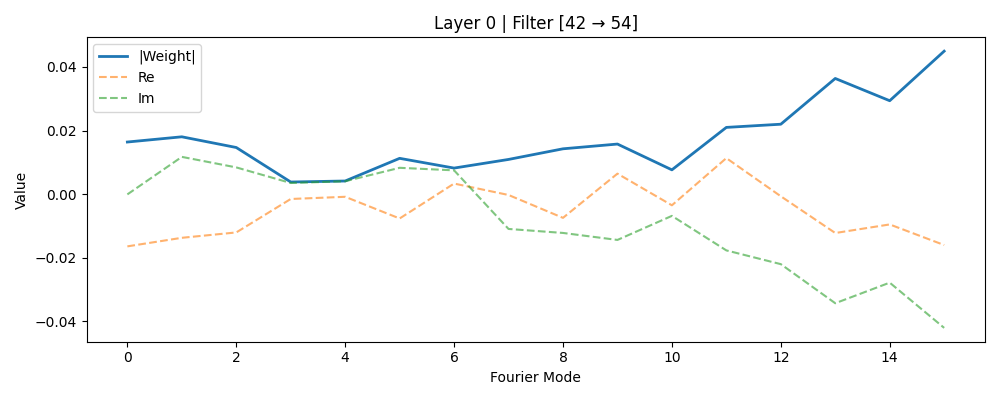 Layer 0 | Filter [42 → 54]
|Weight|
Re
Im
Value
0.04
0.02
0.00
−0.02
−0.04
0 2 4 6 8 10 12 14
Fourier Mode